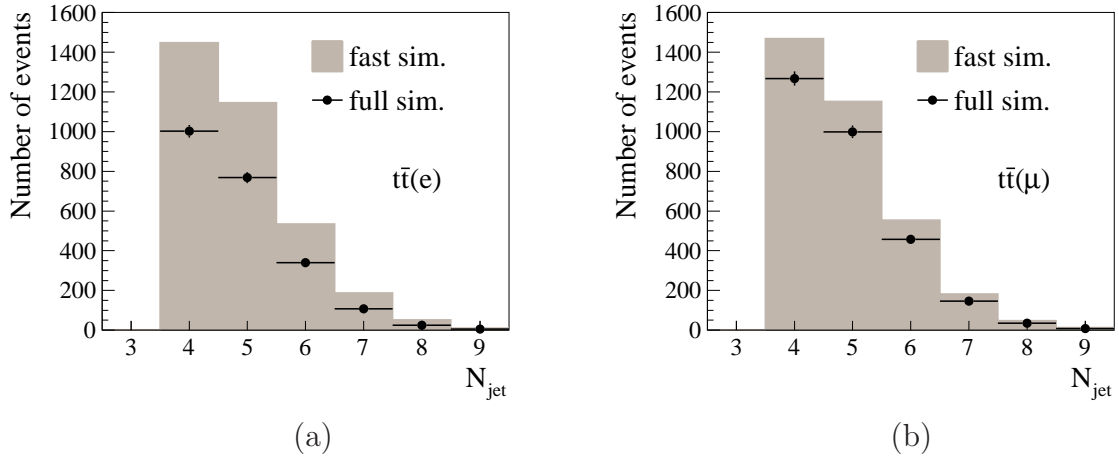 Number of events
1600
1400
1200
1000
800
600
400
200
0
3 4 5 6 7 8 9
N_jet
fast sim.
full sim.
tt̄(e)
(a)
Number of events
1600
1400
1200
1000
800
600
400
200
0
3 4 5 6 7 8 9
N_jet
fast sim.
full sim.
tt̄(μ)
(b)